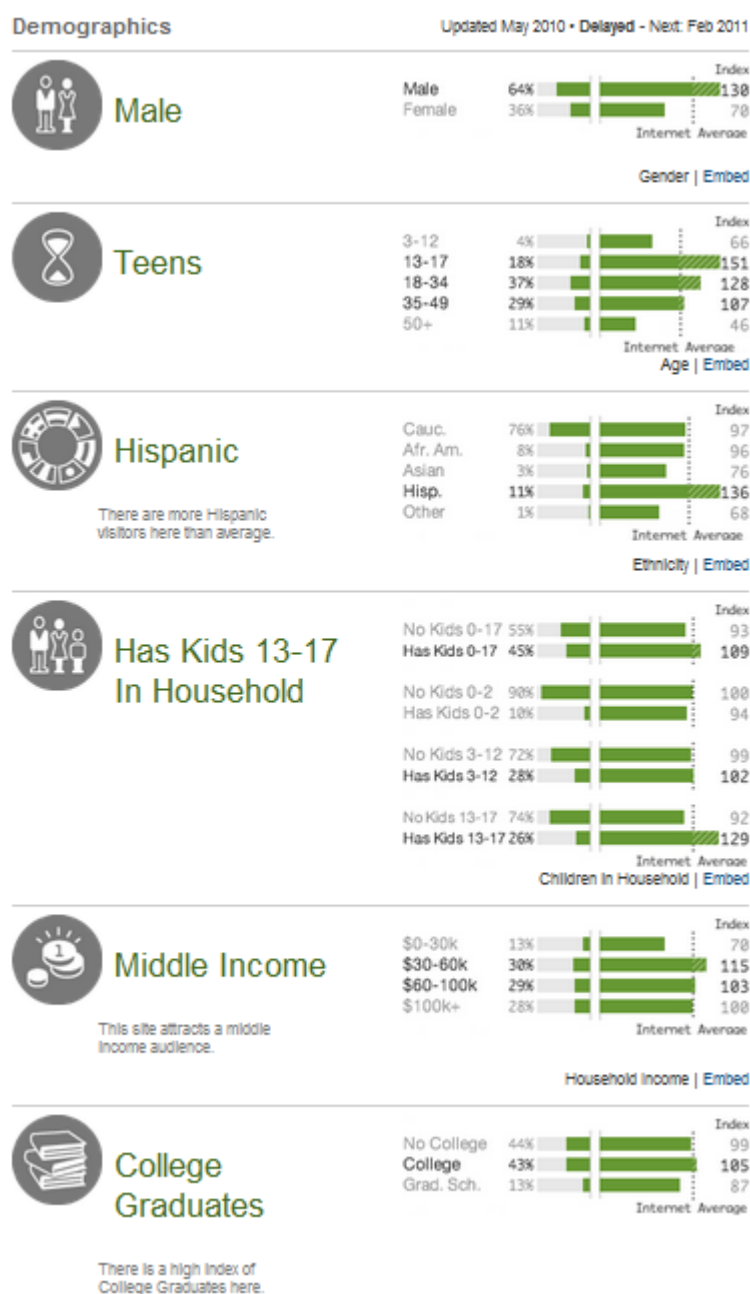 Demographics Updated May 2010 • Delayed - Next: Feb 2011
Index
Male
Male 64% 130
Female 36% 70
Internet Average
Gender | Embed
Index
Teens
3-12 4% 66
13-17 18% 151
18-34 37% 128
35-49 29% 107
50+ 11% 46
Internet Average
Age | Embed
Index
Hispanic
There are more Hispanic
visitors here than average.
Cauc. 76% 97
Afr. Am. 8% 96
Asian 3% 76
Hisp. 11% 136
Other 1% 68
Internet Average
Ethnicity | Embed
Index
Has Kids 13-17
In Household
No Kids 0-17 55% 93
Has Kids 0-17 45% 109
No Kids 0-2 90% 100
Has Kids 0-2 10% 94
No Kids 3-12 72% 99
Has Kids 3-12 28% 102
No Kids 13-17 74% 92
Has Kids 13-17 26% 129
Internet Average
Children in Household | Embed
Index
1
Middle Income
This site attracts a middle
income audience.
$0-30k 13% 70
$30-60k 30% 115
$60-100k 29% 103
$100k+ 28% 100
Internet Average
Household Income | Embed
Index
College
Graduates
No College 44% 99
College 43% 105
Grad. Sch. 13% 87
Internet Average
There is a high index of
College Graduates here.